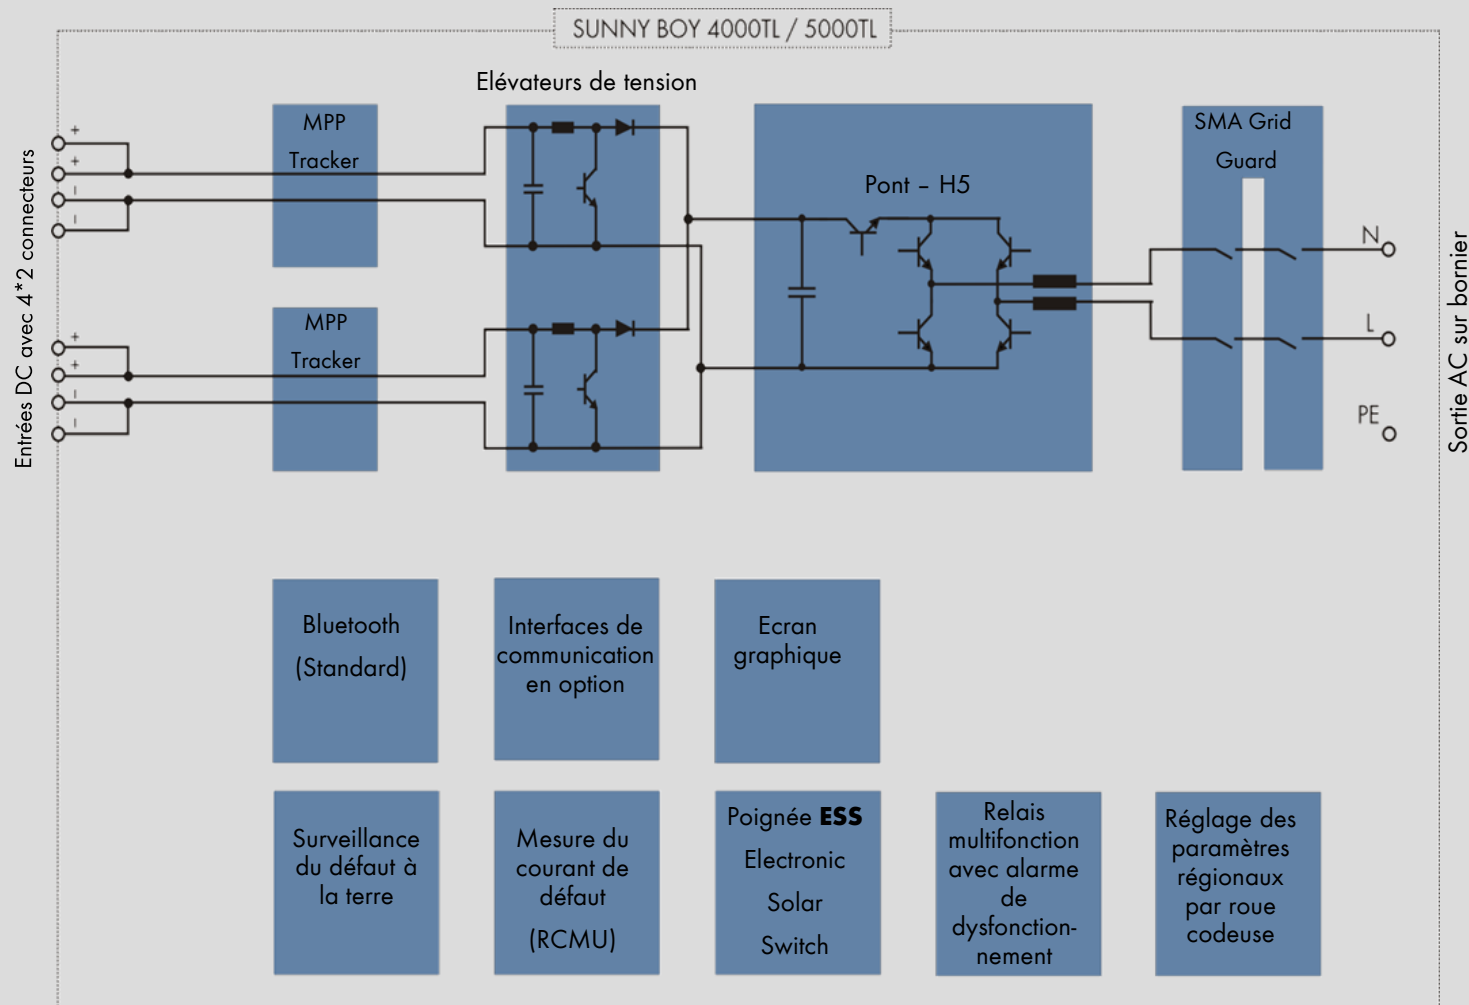 SUNNY BOY 4000TL / 5000TL
Elévateurs de tension
MPP
Tracker
SMA Grid
Guard
Pont – H5
Entrées DC avec 4*2 connecteurs
+
+
-
-
MPP
Tracker
+
+
-
-
N
L
PE
Sortie AC sur bornier
Bluetooth
(Standard)
Interfaces de
communication
en option
Ecran
graphique
Surveillance
du défaut à
la terre
Mesure du
courant de
défaut
(RCMU)
Poignée ESS
Electronic
Solar
Switch
Relais
multifonction
avec alarme
de
dysfonction-
nement
Réglage des
paramètres
régionaux
par roue
codeuse